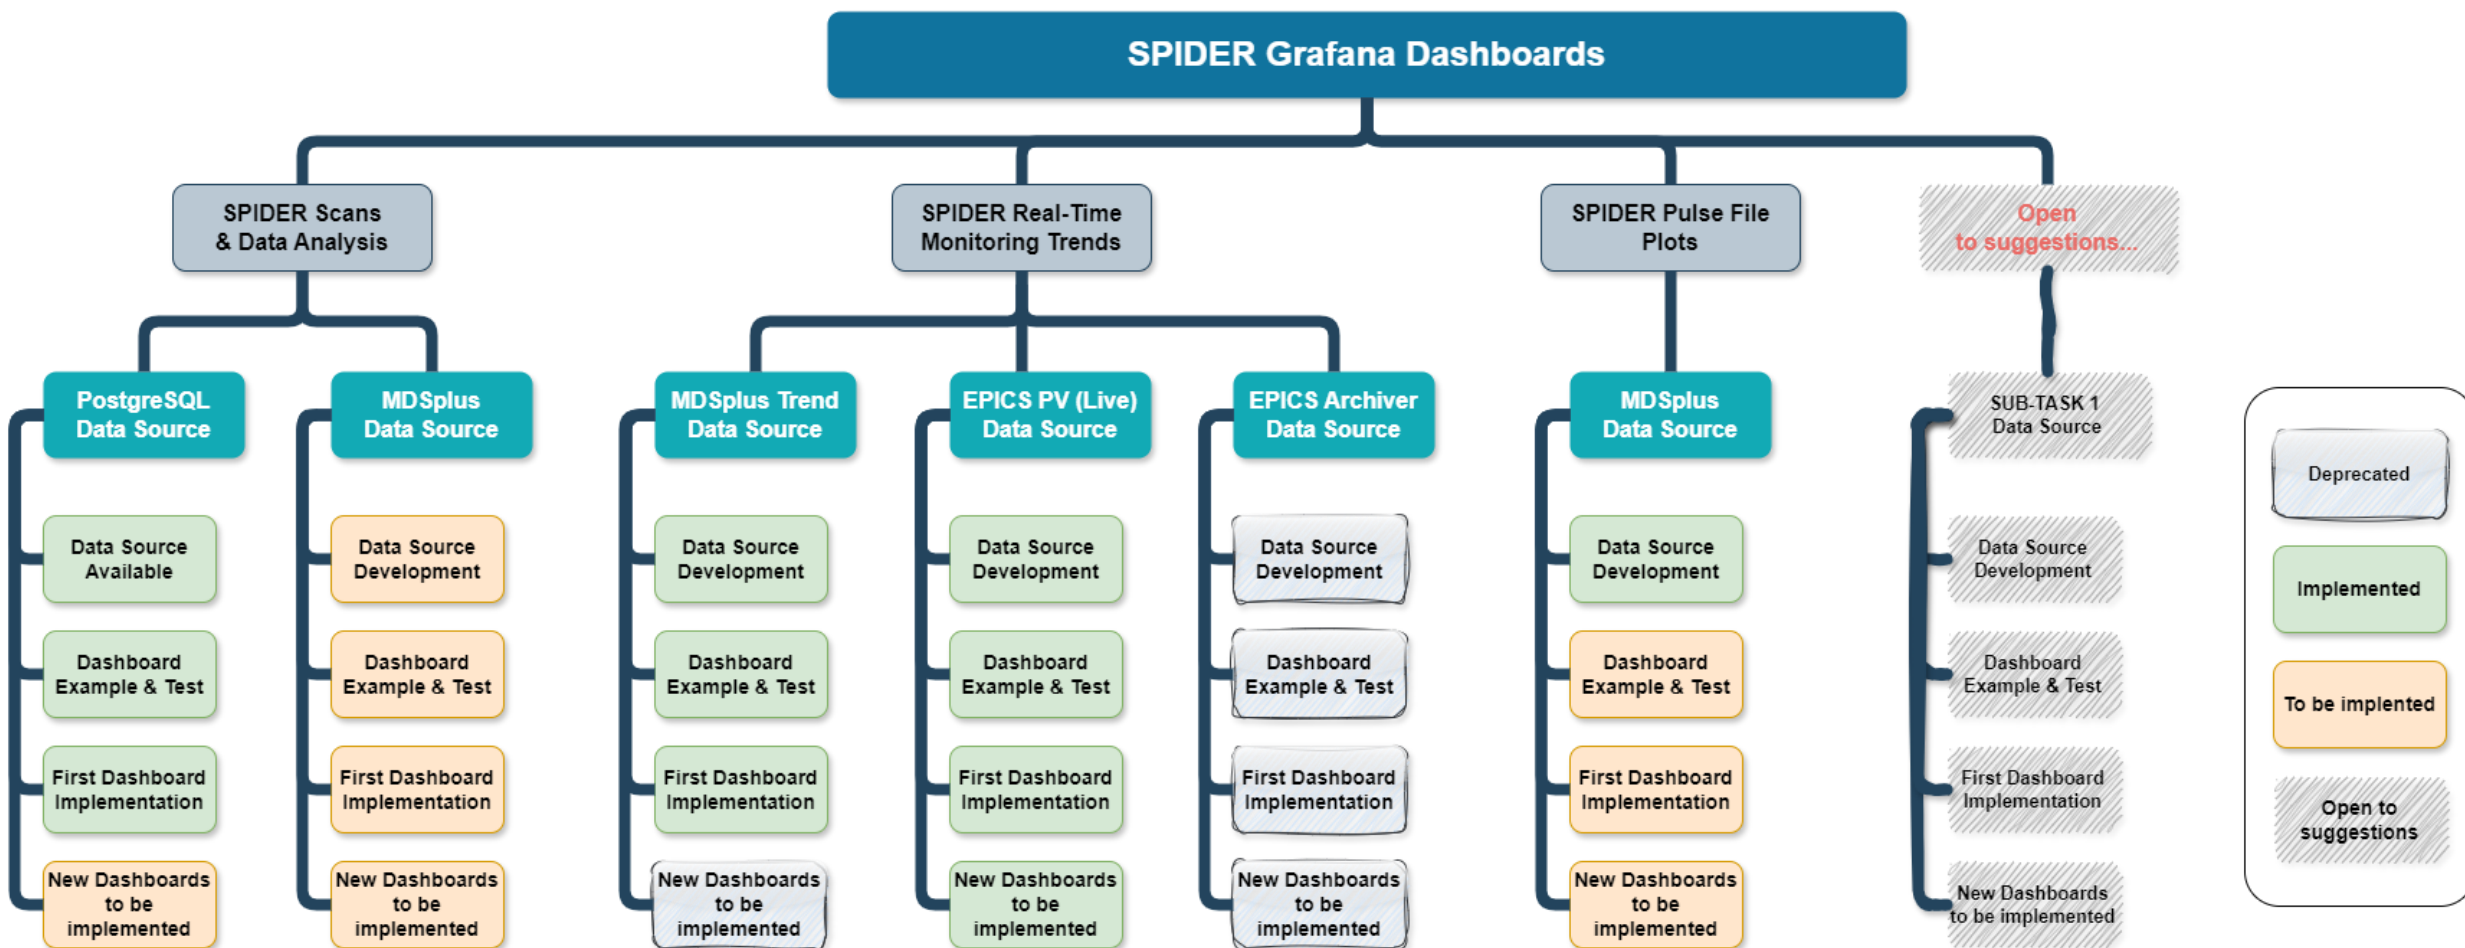 SPIDER Grafana Dashboards
SPIDER Scans
& Data Analysis
SPIDER Real-Time
Monitoring Trends
SPIDER Pulse File
Plots
Open
to suggestions...
PostgreSQL
Data Source
MDSplus
Data Source
MDSplus Trend
Data Source
EPICS PV (Live)
Data Source
EPICS Archiver
Data Source
MDSplus
Data Source
SUB-TASK 1
Data Source
Data Source
Available
Dashboard
Example & Test
First Dashboard
Implementation
New Dashboards
to be
implemented
Data Source
Development
Dashboard
Example & Test
First Dashboard
Implementation
New Dashboards
to be
implemented
Data Source
Development
Dashboard
Example & Test
First Dashboard
Implementation
New Dashboards
to be
implemented
Data Source
Development
Dashboard
Example & Test
First Dashboard
Implementation
New Dashboards
to be
implemented
Data Source
Development
Dashboard
Example & Test
First Dashboard
Implementation
New Dashboards
to be
implemented
Data Source
Development
Dashboard
Example & Test
First Dashboard
Implementation
New Dashboards
to be
implemented
Data Source
Development
Dashboard
Example & Test
First Dashboard
Implementation
New Dashboards
to be implemented
Deprecated
Implemented
To be implented
Open to
suggestions